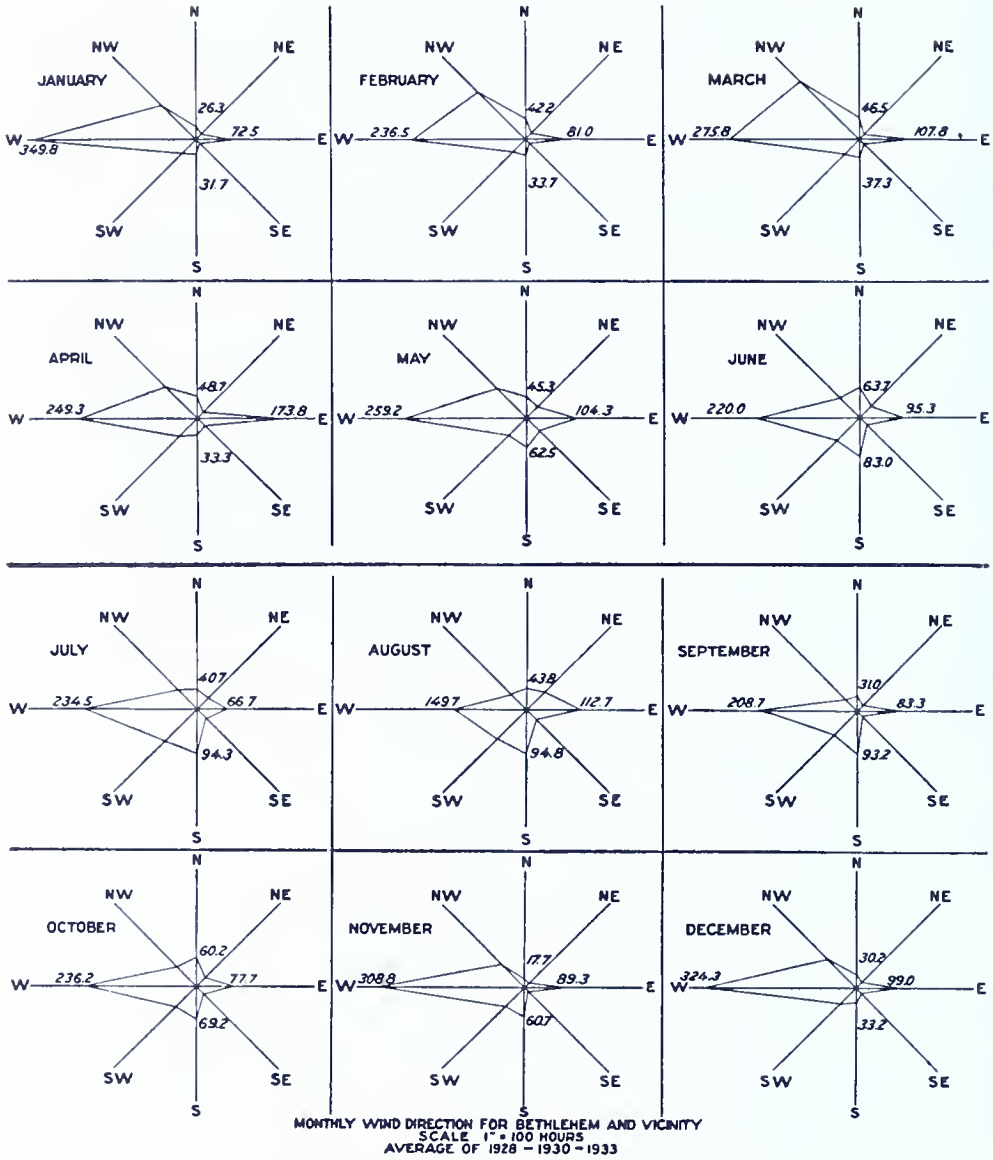 N
NW NE
JANUARY
26.3
W 349.8 72.5 E
31.7
SW SE
S
N
NW NE
FEBRUARY
42.2
W 236.5 81.0 E
33.7
SW SE
S
N
NW NE
MARCH
46.5
W 275.8 107.8 E
37.3
SW SE
S
N
NW NE
APRIL
48.7
W 249.3 173.8 E
33.3
SW SE
S
N
NW NE
MAY
45.3
W 259.2 104.3 E
62.5
SW SE
S
N
NW NE
JUNE
63.7
W 220.0 95.3 E
83.0
SW SE
S
N
NW NE
JULY
40.7
W 234.5 66.7 E
94.3
SW SE
S
N
NW NE
AUGUST
43.8
W 149.7 112.7 E
94.8
SW SE
S
N
NW NE
SEPTEMBER
31.0
W 208.7 83.3 E
93.2
SW SE
S
N
NW NE
OCTOBER
60.2
W 236.2 77.7 E
69.2
SW SE
S
N
NW NE
NOVEMBER
17.7
W 308.8 89.3 E
60.7
SW SE
S
N
NW NE
DECEMBER
30.2
W 324.3 99.0 E
33.2
SW SE
S
MONTHLY WIND DIRECTION FOR BETHLEHEM AND VICINITY
SCALE 1" = 100 HOURS
AVERAGE OF 1928 - 1930 - 1933